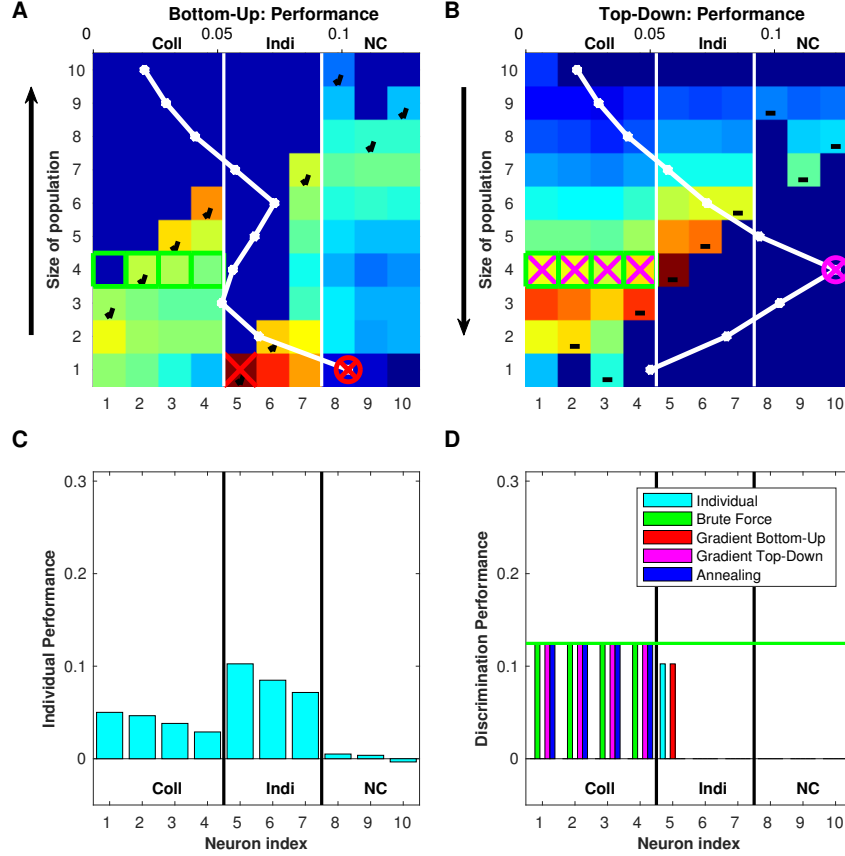 A
Bottom-Up: Performance
0 0.05 0.1
Coll Indi NC
Size of population
10
9
8
7
6
5
4
3
2
1
1 2 3 4 5 6 7 8 9 10
B
Top-Down: Performance
0 0.05 0.1
Coll Indi NC
Size of population
10
9
8
7
6
5
4
3
2
1
1 2 3 4 5 6 7 8 9 10
C
Individual Performance
0.3
0.2
0.1
0
Coll Indi NC
1 2 3 4 5 6 7 8 9 10
Neuron index
D
Discrimination Performance
0.3
0.2
0.1
0
Individual
Brute Force
Gradient Bottom-Up
Gradient Top-Down
Annealing
Coll Indi NC
1 2 3 4 5 6 7 8 9 10
Neuron index